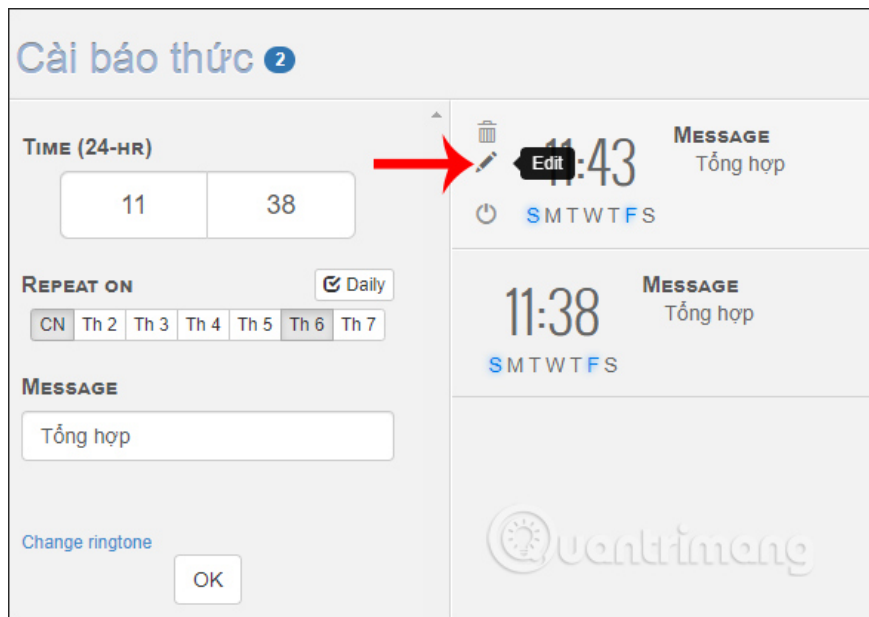 Cài báo thức 2
TIME (24-HR)
11 38
REPEAT ON
Daily
CN Th 2 Th 3 Th 4 Th 5 Th 6 Th 7
MESSAGE
Tổng hợp
Change ringtone
OK
Edit
11:43
SMTWTFS
MESSAGE
Tổng hợp
11:38
SMTWTFS
MESSAGE
Tổng hợp
Quantrimang